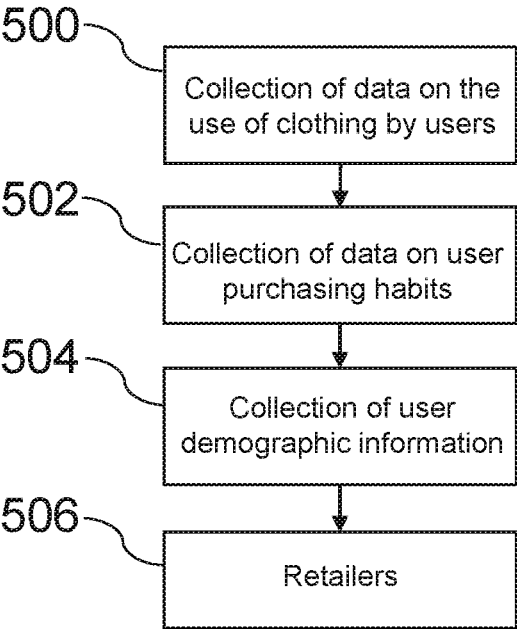 500
Collection of data on the
use of clothing by users
502
Collection of data on user
purchasing habits
504
Collection of user
demographic information
506
Retailers